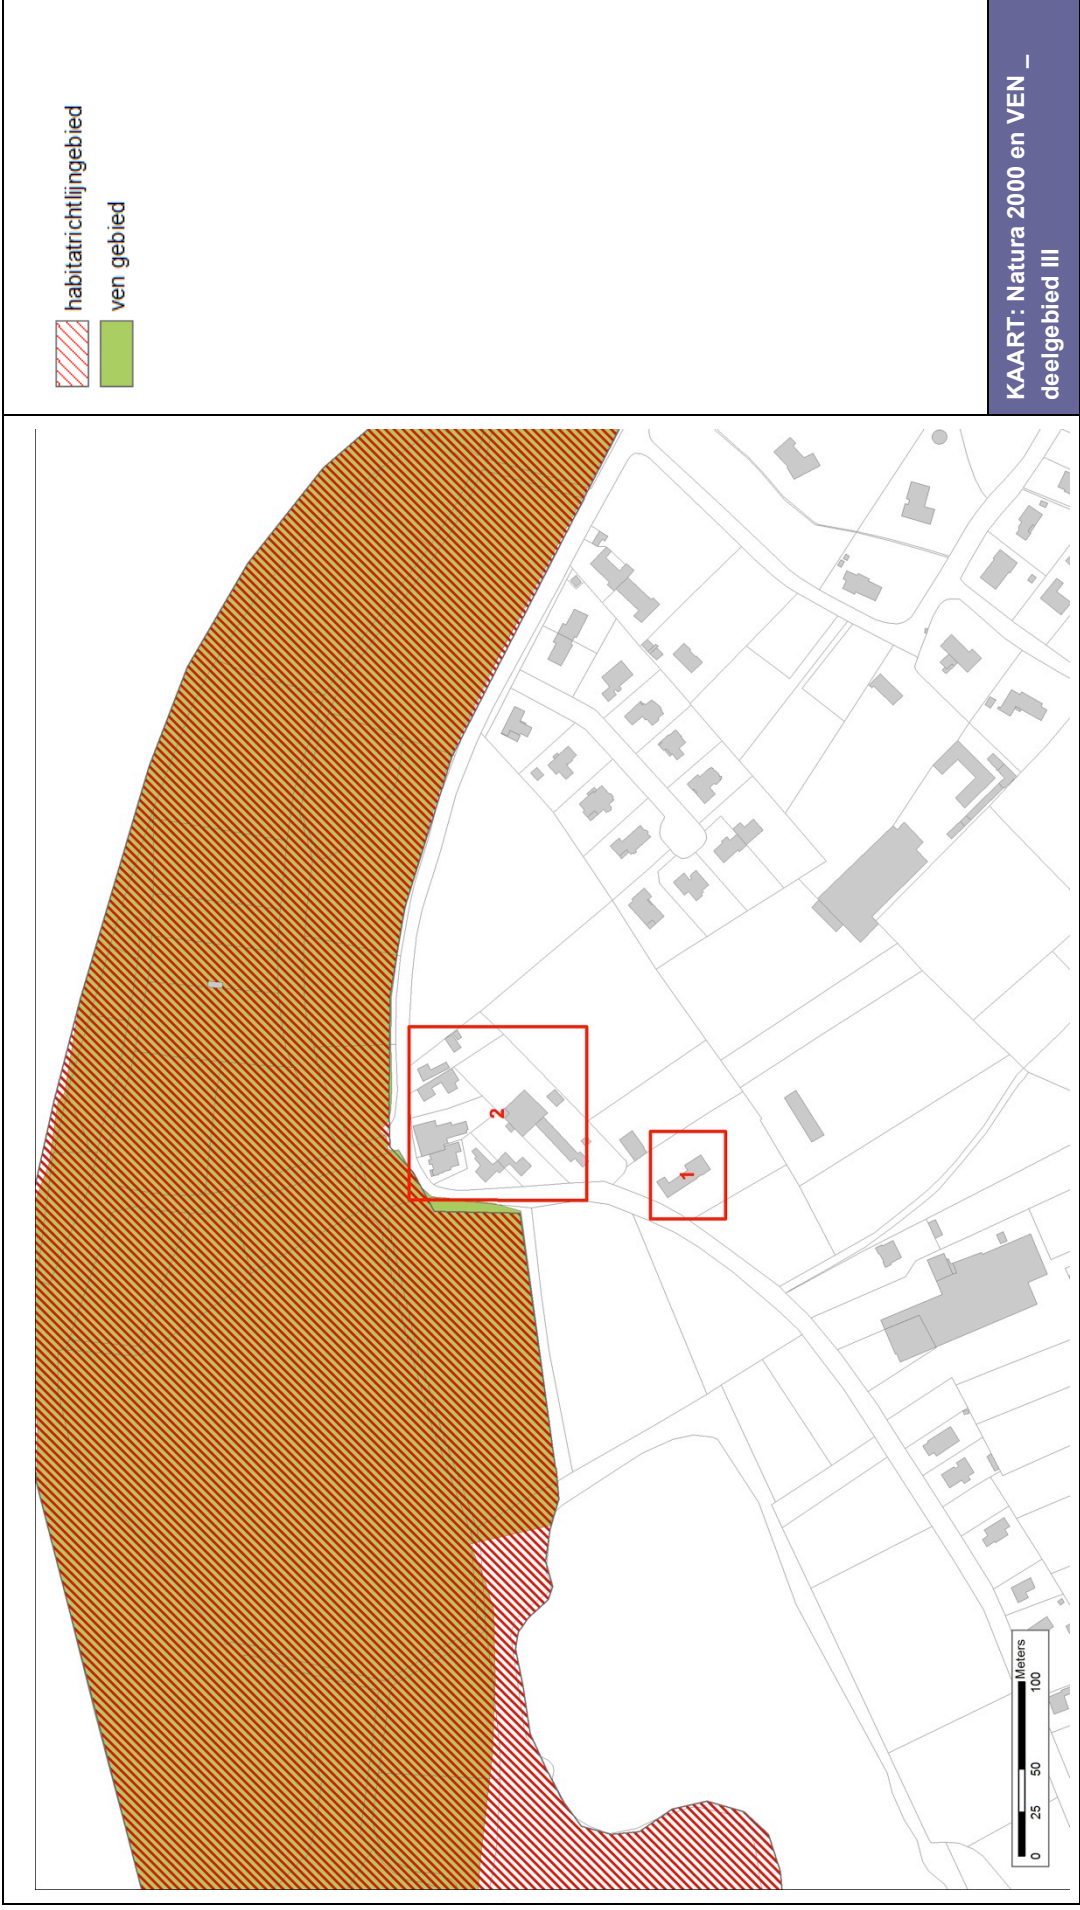 habitatrichtlijngebied
ven gebied
KAART: Natura 2000 en VEN _
deelgebied III
2
1
0 25 50 100
Meters